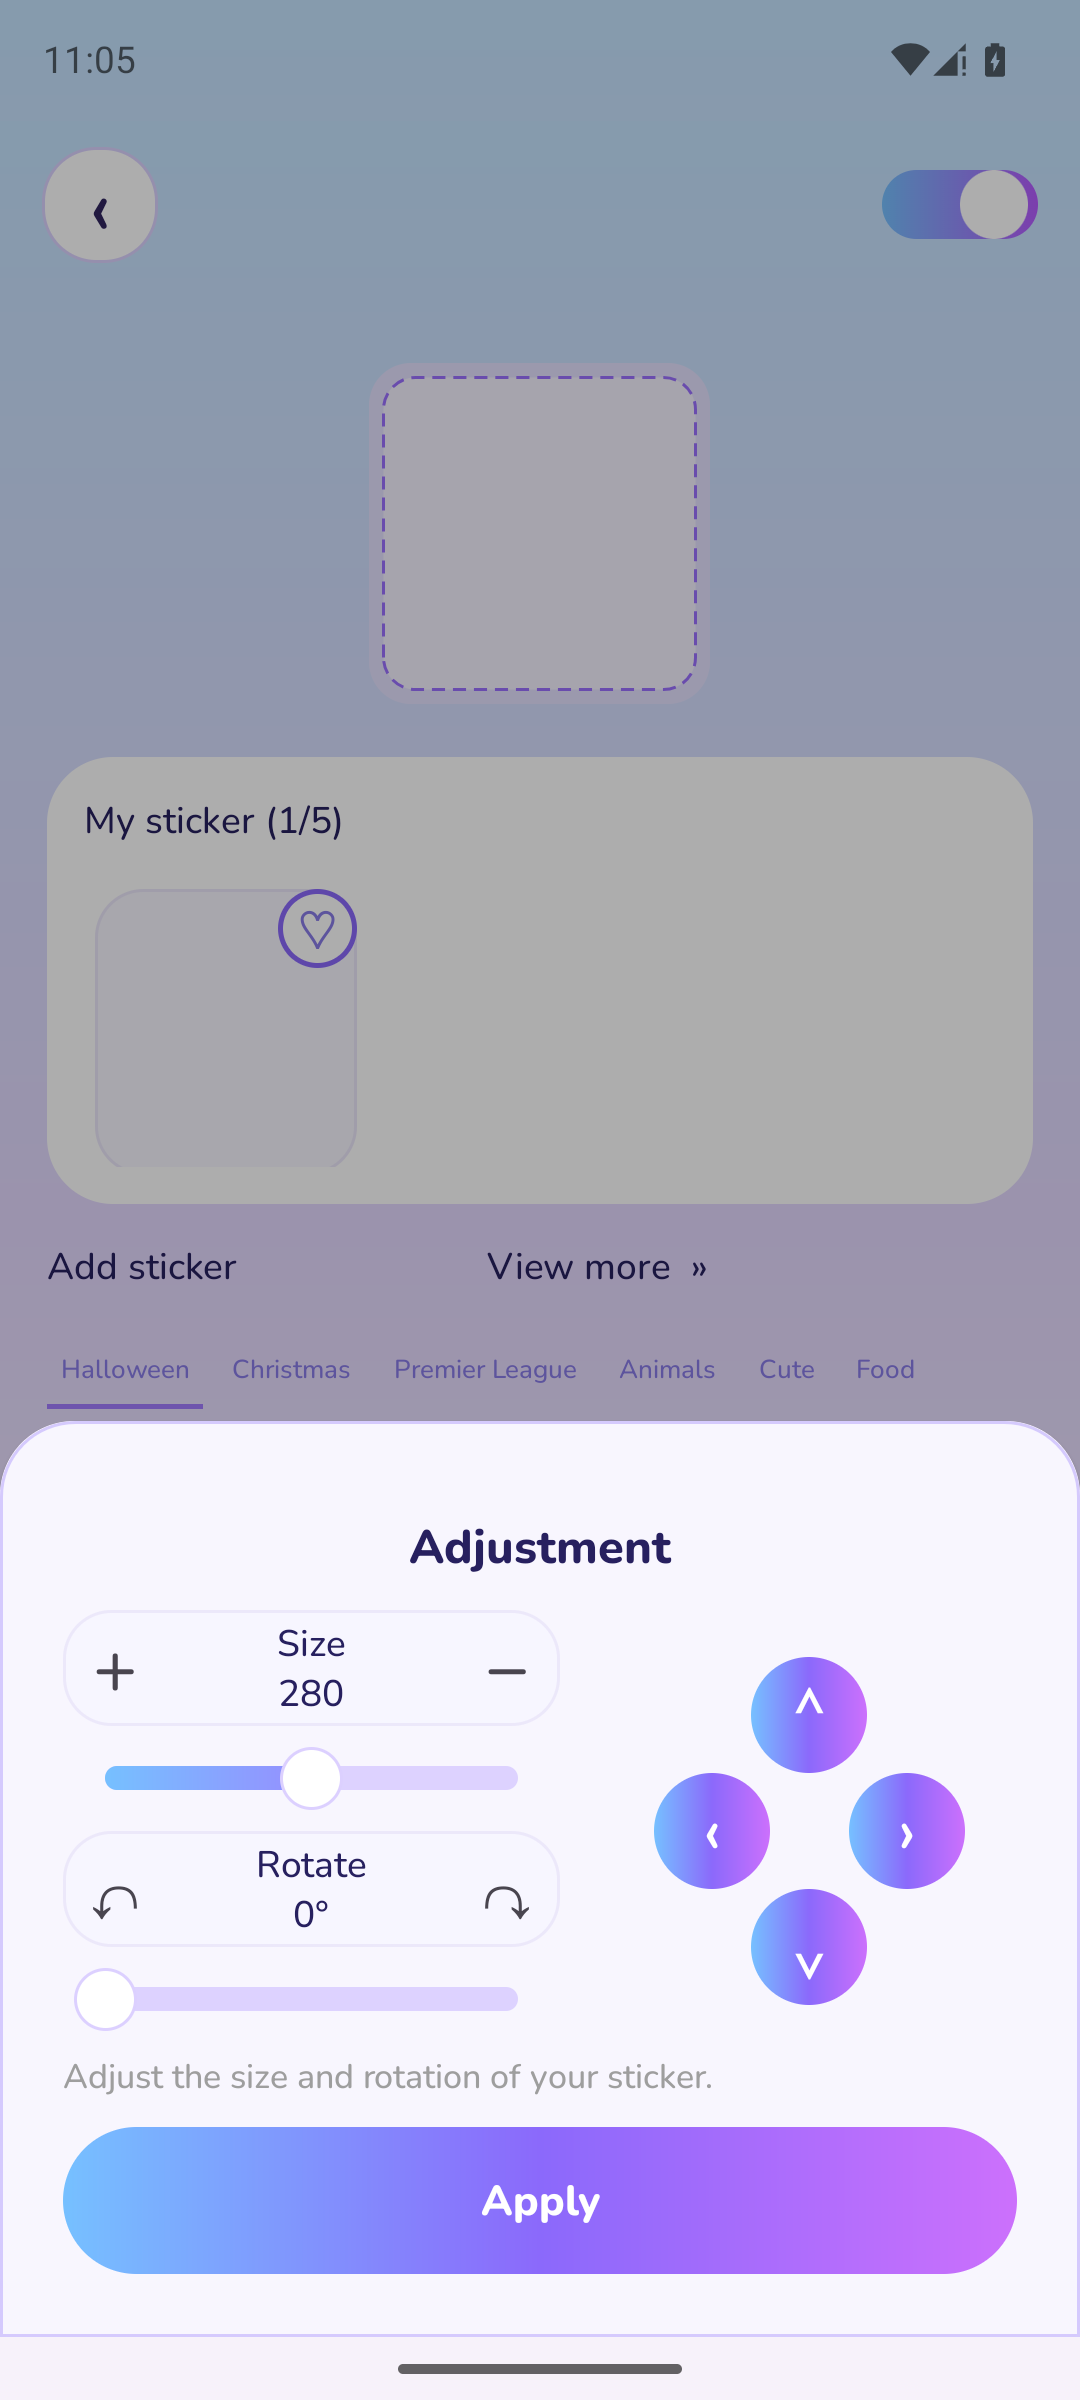 11:05
My sticker (1/5)
Add sticker
View more »
Halloween Christmas Premier League Animals Cute Food
Adjustment
Size
280
Rotate
0°
Adjust the size and rotation of your sticker.
Apply